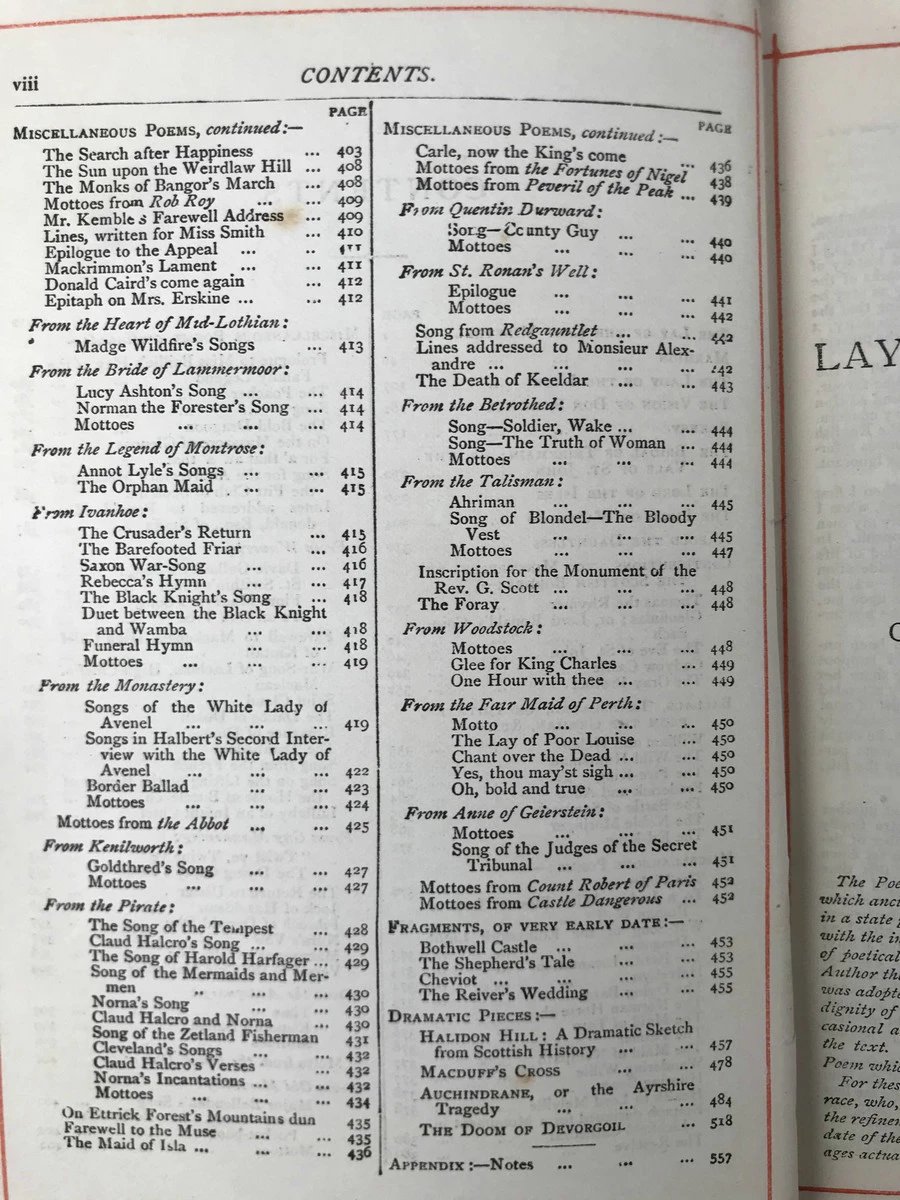 viii
CONTENTS.
PAGE
MISCELLANEOUS POEMS, continued:—
The Search after Happiness ... 403
The Sun upon the Weirdlaw Hill ... 408
The Monks of Bangor's March ... 408
Mottoes from Rob Roy ... ... 409
Mr. Kemble's Farewell Address ... 409
Lines, written for Miss Smith ... 410
Epilogue to the Appeal ... .. 411
Mackrimmon's Lament ... ... 411
Donald Caird's come again ... 412
Epitaph on Mrs. Erskine ... ... 412
From the Heart of Mid-Lothian:
Madge Wildfire's Songs ... 413
From the Bride of Lammermoor:
Lucy Ashton's Song ... ... 414
Norman the Forester's Song ... 414
Mottoes ... ... ... 414
From the Legend of Montrose:
Annot Lyle's Songs ... ... 415
The Orphan Maid ... ... 415
From Ivanhoe:
The Crusader's Return ... 415
The Barefooted Friar ... 416
Saxon War-Song ... ... 416
Rebecca's Hymn ... ... 417
The Black Knight's Song ... 418
Duet between the Black Knight
and Wamba ... ... 418
Funeral Hymn ... ... 418
Mottoes ... ... ... 419
From the Monastery:
Songs of the White Lady of
Avenel ... ... ... 419
Songs in Halbert's Second Inter-
view with the White Lady of
Avenel ... ... ... 422
Border Ballad ... ... 423
Mottoes ... ... ... 424
Mottoes from the Abbot ... ... 425
From Kenilworth:
Goldthred's Song ... ... 427
Mottoes ... ... ... 427
From the Pirate:
The Song of the Tempest ... 428
Claud Halcro's Song ... ... 429
The Song of Harold Harfager ... 429
Song of the Mermaids and Mer-
men .. ... ... 430
Norna's Song ... ... 430
Claud Halcro and Norna ... 430
Song of the Zetland Fisherman 431
Cleveland's Songs ... ... 432
Claud Halcro's Verses ... 432
Norna's Incantations ... ... 432
Mottoes ... ... ... 434
On Ettrick Forest's Mountains dun 435
Farewell to the Muse ... ... 435
The Maid of Isla ... ... ... 436
PAGE
MISCELLANEOUS POEMS, continued:—
Carle, now the King's come ... 436
Mottoes from the Fortunes of Nigel 438
Mottoes from Peveril of the Peak ... 439
From Quentin Durward:
Song—County Guy ... ... 440
Mottoes ... ... ... 440
From St. Ronan's Well:
Epilogue ... ... ... 441
Mottoes ... ... ... 442
Song from Redgauntlet ... ... 442
Lines addressed to Monsieur Alex-
andre ... ... ... ... 442
The Death of Keeldar ... ... 443
From the Betrothed:
Song—Soldier, Wake ... ... 444
Song—The Truth of Woman ... 444
Mottoes ... ... ... 444
From the Talisman:
Ahriman ... ... ... 445
Song of Blondel—The Bloody
Vest ... ... ... 445
Mottoes ... ... ... 447
Inscription for the Monument of the
Rev. G. Scott ... ... ... 448
The Foray ... ... ... 448
From Woodstock:
Mottoes ... ... ... 448
Glee for King Charles ... 449
One Hour with thee ... ... 449
From the Fair Maid of Perth:
Motto ... ... ... 450
The Lay of Poor Louise ... 450
Chant over the Dead ... ... 450
Yes, thou may'st sigh ... ... 450
Oh, bold and true ... ... 450
From Anne of Geierstein:
Mottoes ... ... ... 451
Song of the Judges of the Secret
Tribunal ... ... ... 451
Mottoes from Count Robert of Paris 452
Mottoes from Castle Dangerous ... 452
FRAGMENTS, OF VERY EARLY DATE:—
Bothwell Castle ... ... ... 453
The Shepherd's Tale ... ... 453
Cheviot ... ... ... ... 455
The Reiver's Wedding ... ... 455
DRAMATIC PIECES:—
HALIDON HILL: A Dramatic Sketch
from Scottish History ... ... 457
MACDUFF'S CROSS ... ... 478
AUCHINDRANE, or the Ayrshire
Tragedy ... ... ... 484
THE DOOM OF DEVORGOIL ... ... 518
APPENDIX:—Notes ... ... ... 557
LAY
The Poe
which anci
in a state
with the in
of poetical
Author tha
was adopte
dignity of
casional a
the text.
Poem whic
For thes
race, who,
the refinem
date of the
ages actua